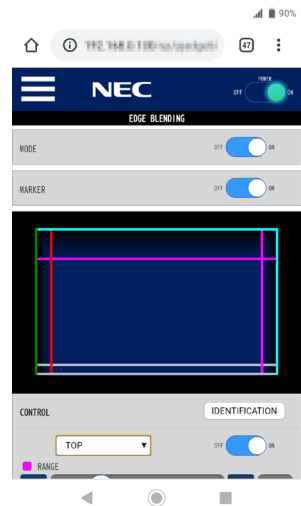 90%
47
NEC
POWER
OFF ON
EDGE BLENDING
MODE OFF ON
MARKER OFF ON
CONTROL IDENTIFICATION
TOP ▼ OFF ON
RANGE